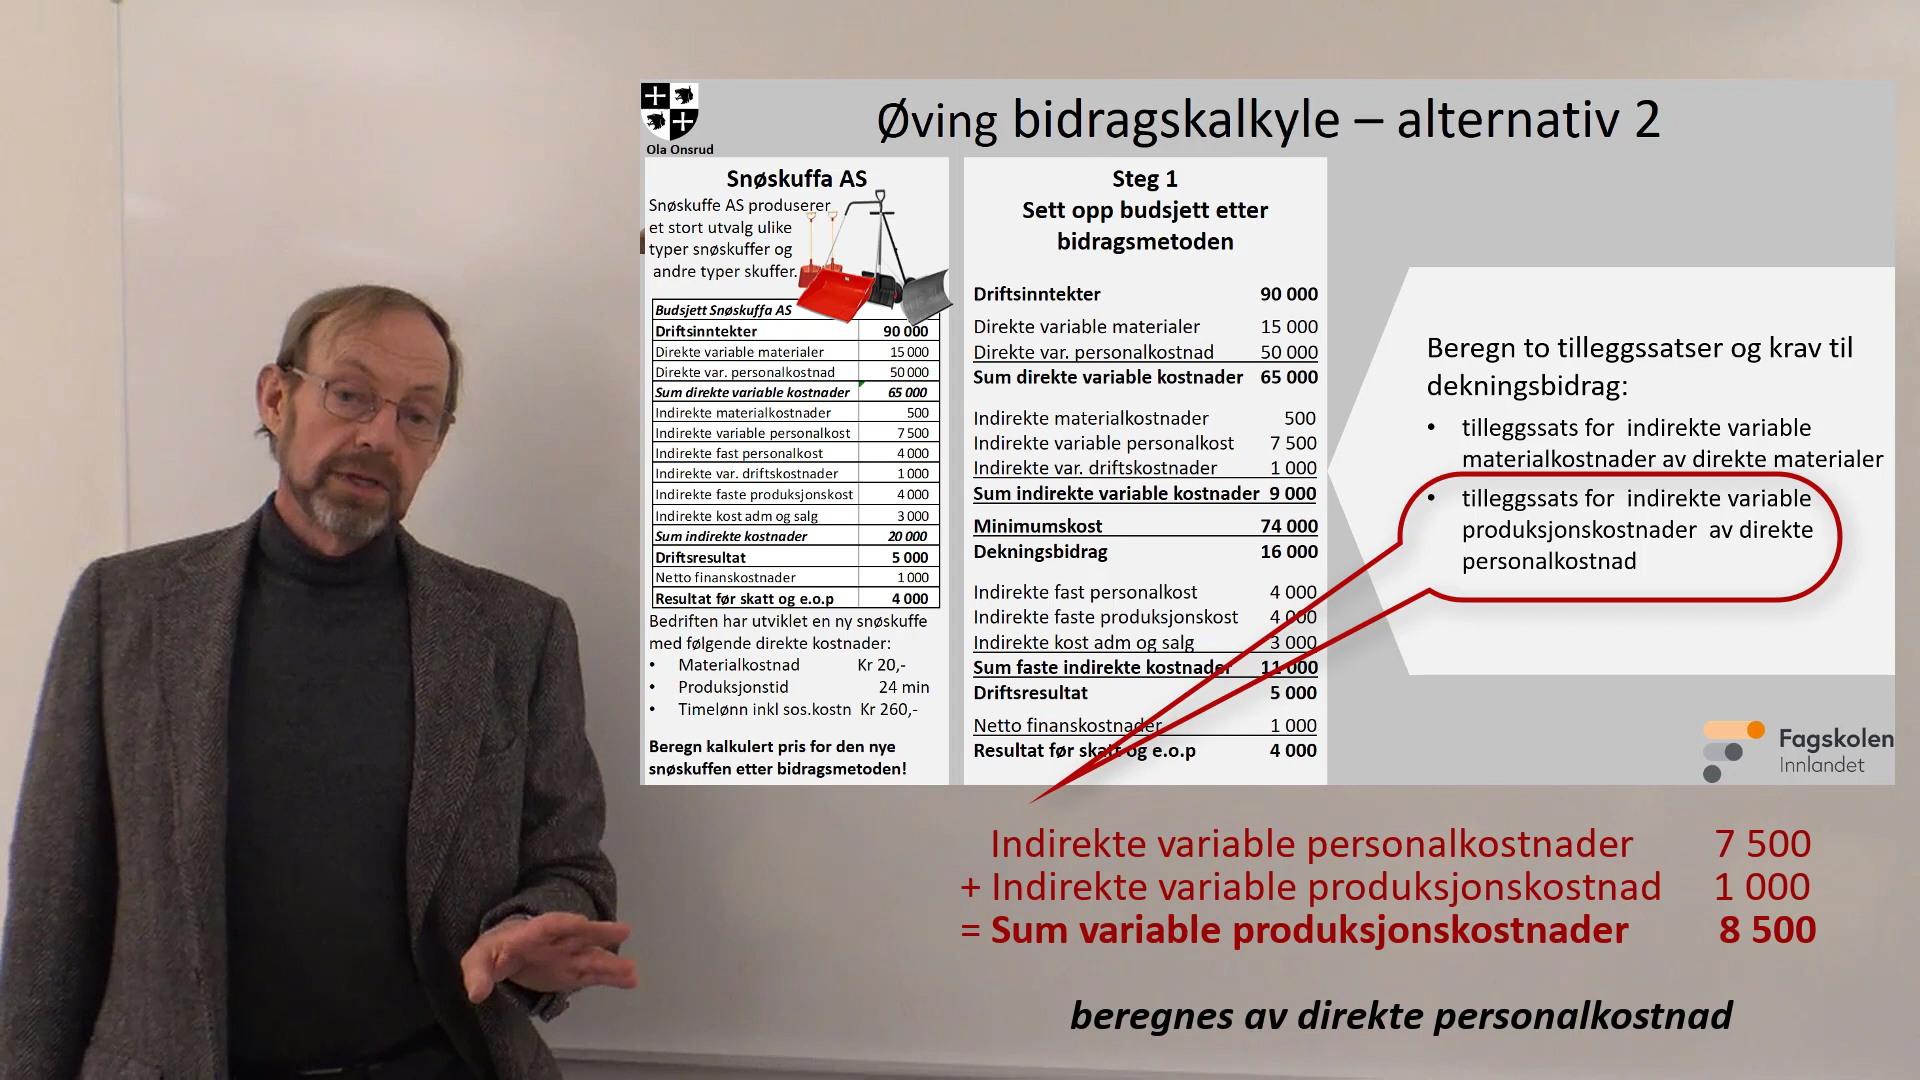 Øving bidragskalkyle – alternativ 2
Ola Onsrud
Snøskuffa AS
Snøskuffe AS produserer
et stort utvalg ulike
typer snøskuffer og
andre typer skuffer.
Budsjett Snøskuffa AS
Driftsinntekter 90 000
Direkte variable materialer 15 000
Direkte var. personalkostnad 50 000
Sum direkte variable kostnader 65 000
Indirekte materialkostnader 500
Indirekte variable personalkost 7 500
Indirekte fast personalkost 4 000
Indirekte var. driftskostnader 1 000
Indirekte faste produksjonskost 4 000
Indirekte kost adm og salg 3 000
Sum indirekte kostnader 20 000
Driftsresultat 5 000
Netto finanskostnader 1 000
Resultat før skatt og e.o.p 4 000
Bedriften har utviklet en ny snøskuffe
med følgende direkte kostnader:
• Materialkostnad Kr 20,-
• Produksjonstid 24 min
• Timelønn inkl sos.kostn Kr 260,-
Beregn kalkulert pris for den nye
snøskuffen etter bidragsmetoden!
Steg 1
Sett opp budsjett etter
bidragsmetoden
Driftsinntekter 90 000
Direkte variable materialer 15 000
Direkte var. personalkostnad 50 000
Sum direkte variable kostnader 65 000
Indirekte materialkostnader 500
Indirekte variable personalkost 7 500
Indirekte var. driftskostnader 1 000
Sum indirekte variable kostnader 9 000
Minimumskost 74 000
Dekningsbidrag 16 000
Indirekte fast personalkost 4 000
Indirekte faste produksjonskost 4 000
Indirekte kost adm og salg 3 000
Sum faste indirekte kostnader 11 000
Driftsresultat 5 000
Netto finanskostnader 1 000
Resultat før skatt og e.o.p 4 000
Beregn to tilleggssatser og krav til
dekningsbidrag:
• tilleggssats for indirekte variable
materialkostnader av direkte materialer
• tilleggssats for indirekte variable
produksjonskostnader av direkte
personalkostnad
Fagskolen
Innlandet
Indirekte variable personalkostnader 7 500
+ Indirekte variable produksjonskostnad 1 000
= Sum variable produksjonskostnader 8 500
beregnes av direkte personalkostnad